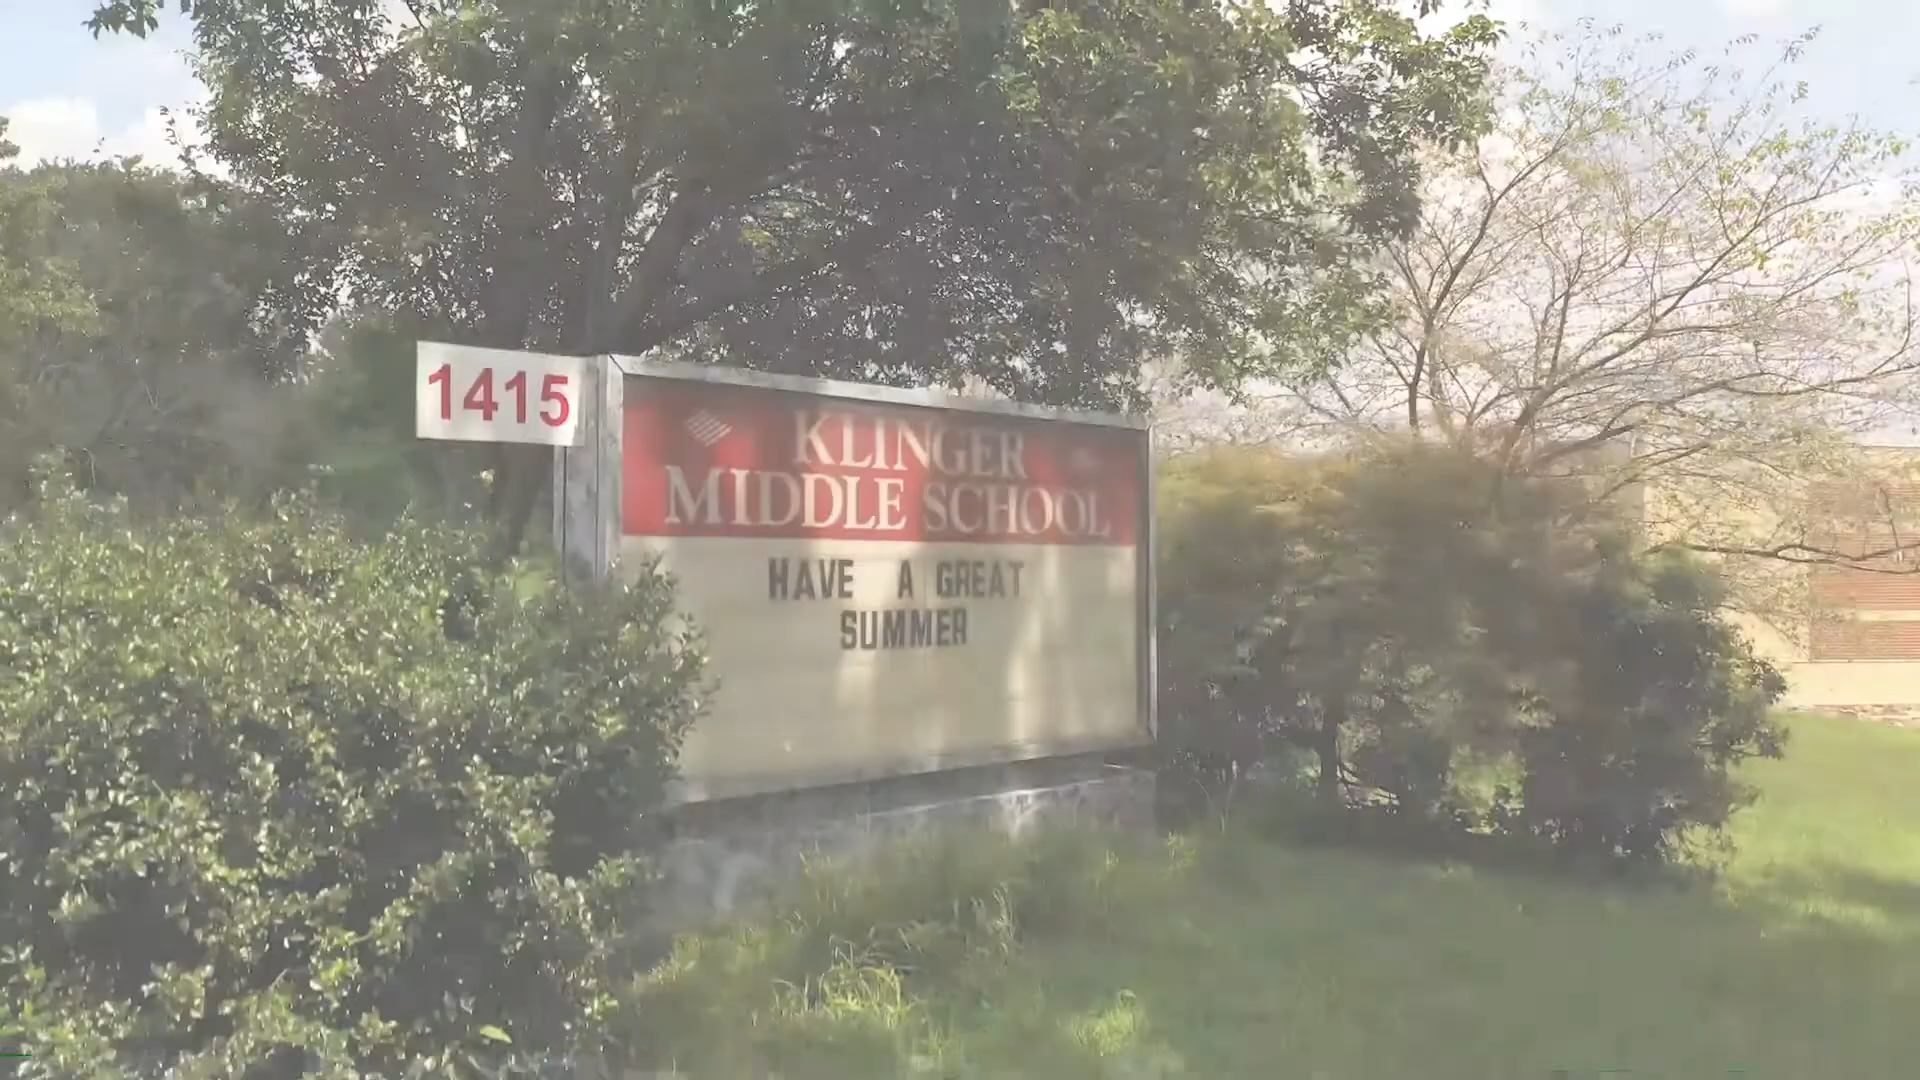 1415
KLINGER
MIDDLE SCHOOL
HAVE A GREAT
SUMMER